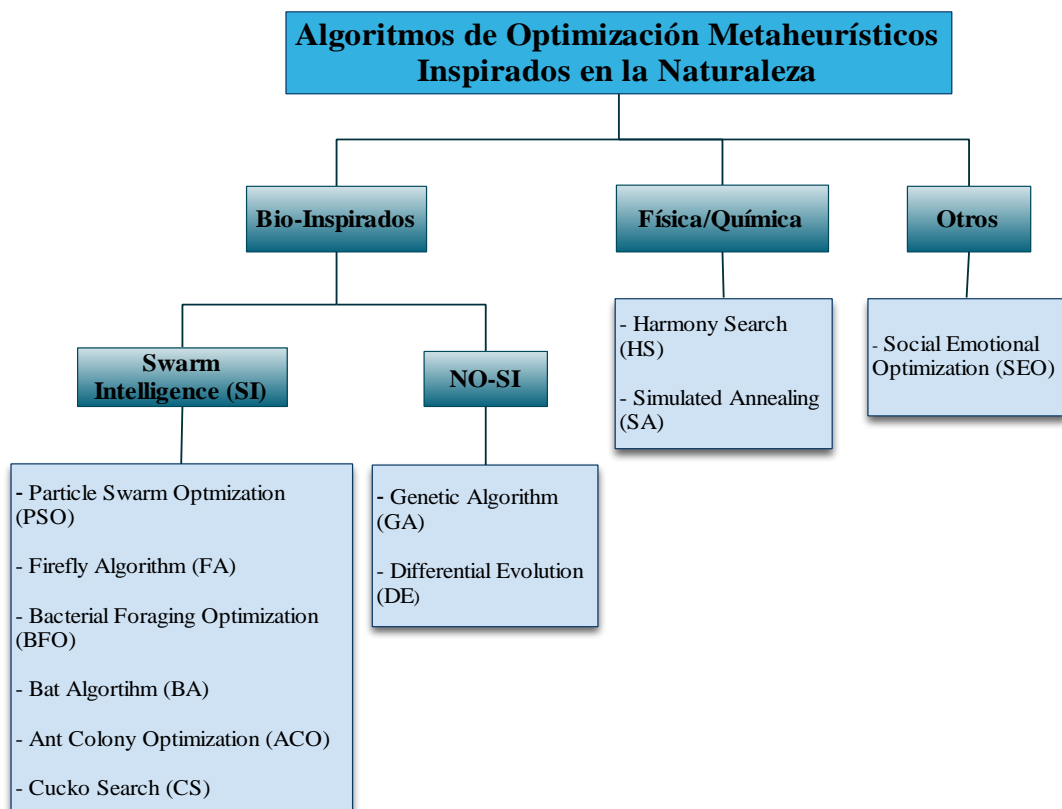 Algoritmos de Optimización Metaheurísticos
Inspirados en la Naturaleza
Bio-Inspirados
Física/Química
Otros
Swarm
Intelligence (SI)
NO-SI
- Harmony Search
(HS)
- Simulated Annealing
(SA)
- Social Emotional
Optimization (SEO)
- Particle Swarm Optmization
(PSO)
- Firefly Algorithm (FA)
- Bacterial Foraging Optimization
(BFO)
- Bat Algortihm (BA)
- Ant Colony Optimization (ACO)
- Cucko Search (CS)
- Genetic Algorithm
(GA)
- Differential Evolution
(DE)